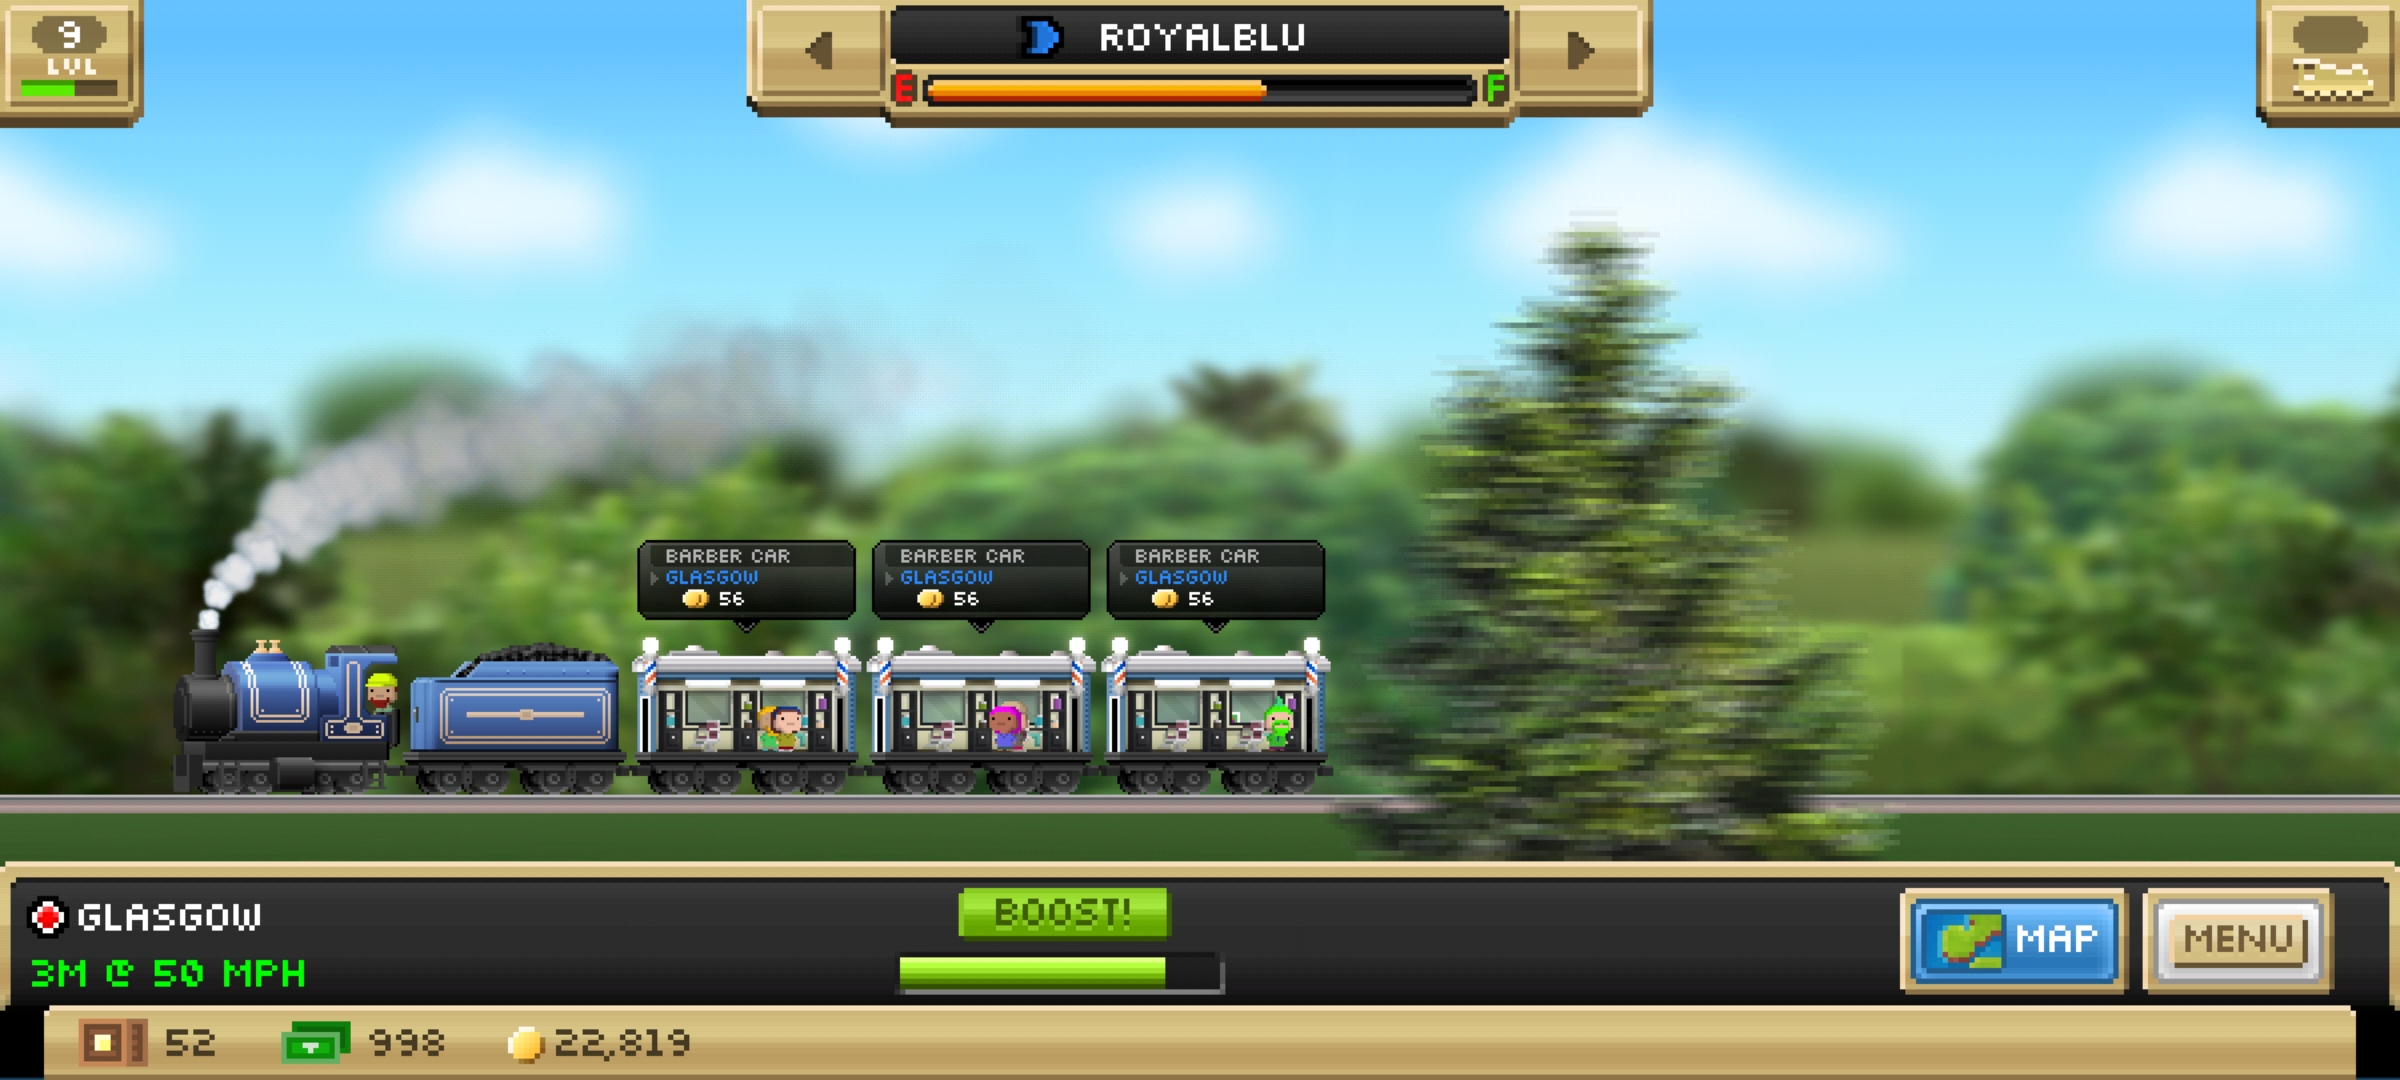 9
LVL
ROYALBLU
E F
BARBER CAR
GLASGOW
56
BARBER CAR
GLASGOW
56
BARBER CAR
GLASGOW
56
GLASGOW
3M @ 50 MPH
BOOST!
MAP
MENU
52
998
22,819